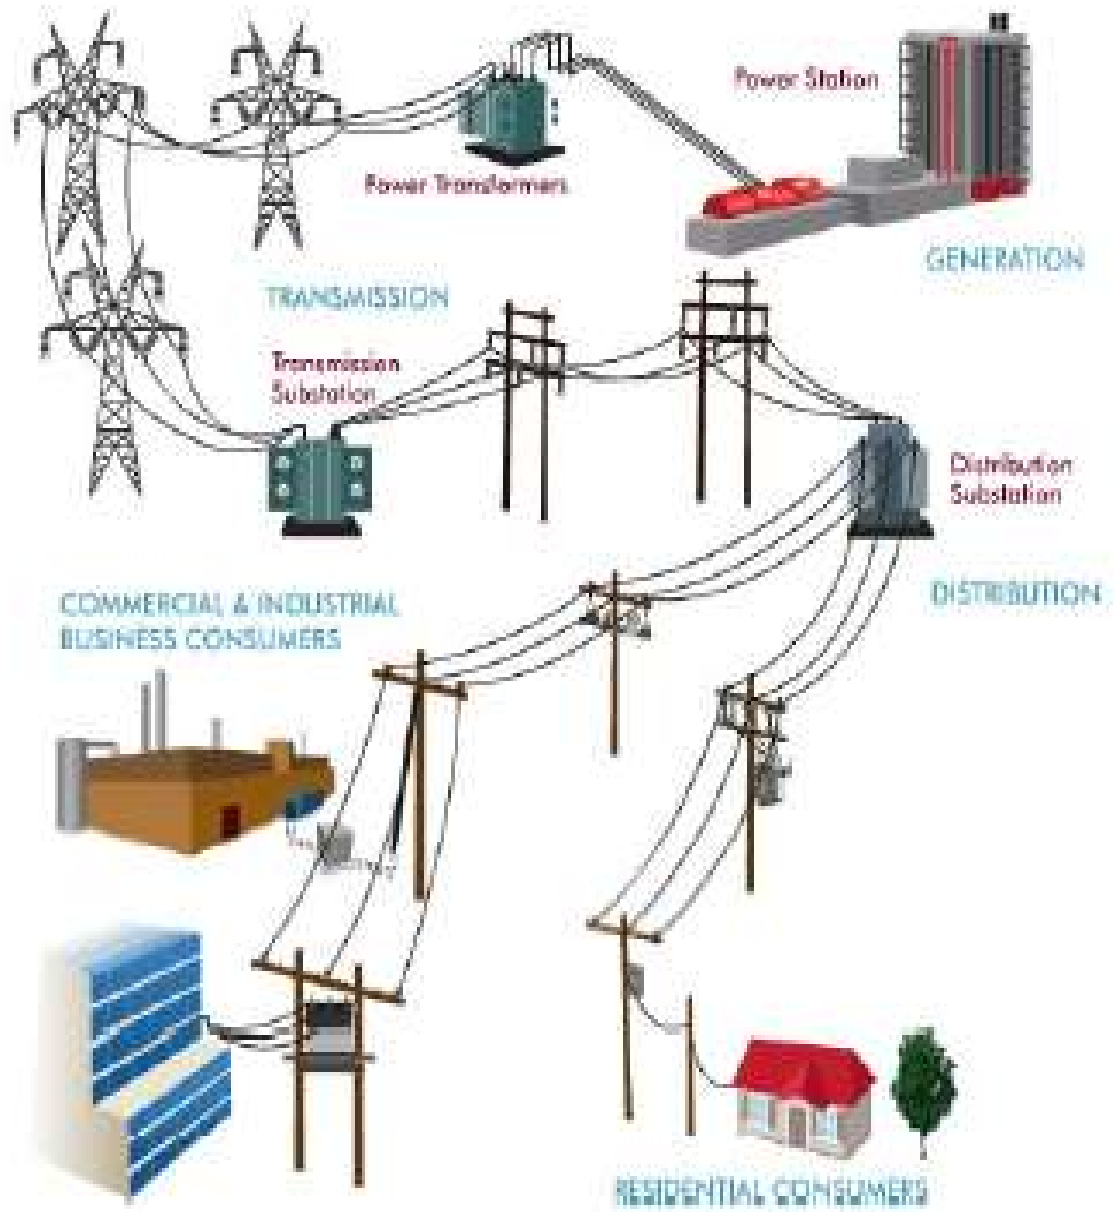 Power Station
Power Transformers
GENERATION
TRANSMISSION
Transmission
Substation
Distribution
Substation
DISTRIBUTION
COMMERCIAL & INDUSTRIAL
BUSINESS CONSUMERS
RESIDENTIAL CONSUMERS